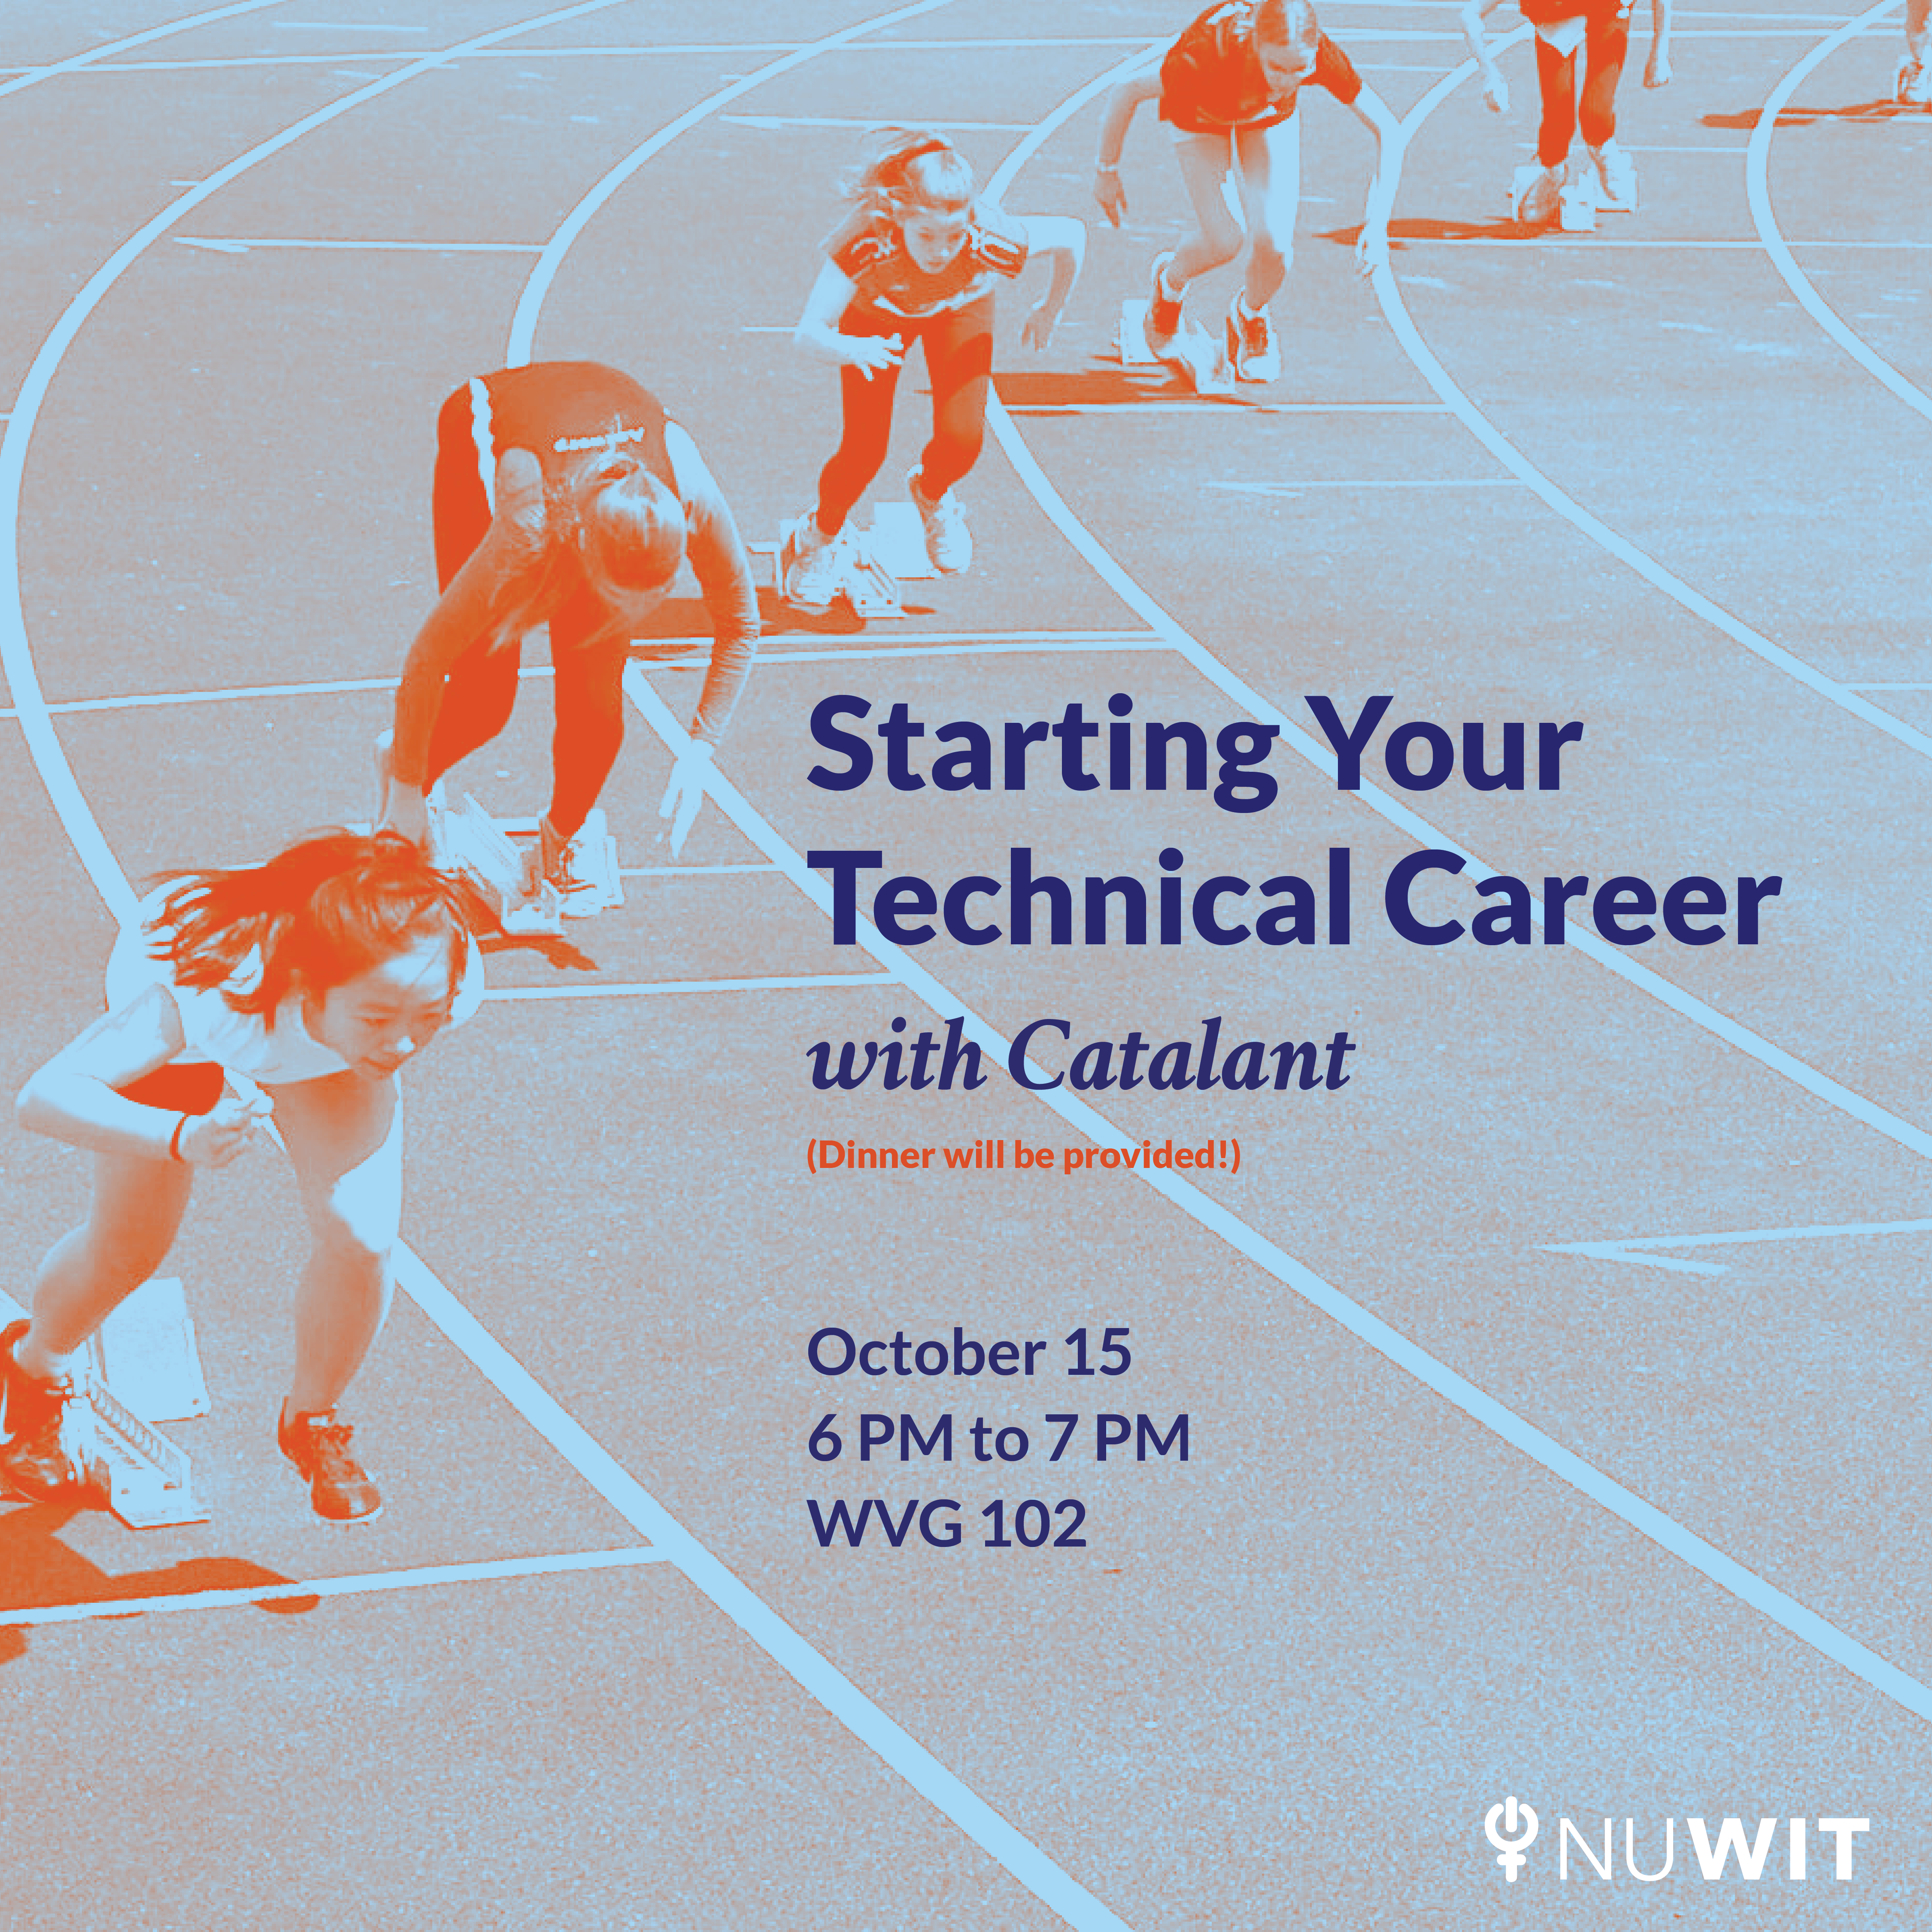 Starting Your
Technical Career
with Catalant
(Dinner will be provided!)
October 15
6 PM to 7 PM
WVG 102
NUWIT